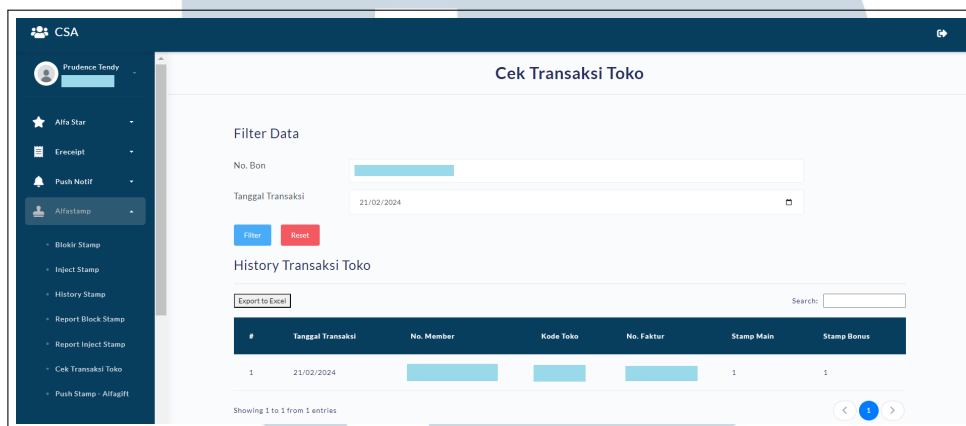 CSA
Prudence Tendy
Alfa Star
Ereceipt
Push Notif
Alfastamp
Blokir Stamp
Inject Stamp
History Stamp
Report Block Stamp
Report Inject Stamp
Cek Transaksi Toko
Push Stamp - Alfagift
Cek Transaksi Toko
Filter Data
No. Bon
Tanggal Transaksi 21/02/2024
Filter Reset
History Transaksi Toko
Export to Excel Search:
# Tanggal Transaksi No. Member Kode Toko No. Faktur Stamp Main Stamp Bonus
1 21/02/2024 1 1
Showing 1 to 1 from 1 entries
< 1 >